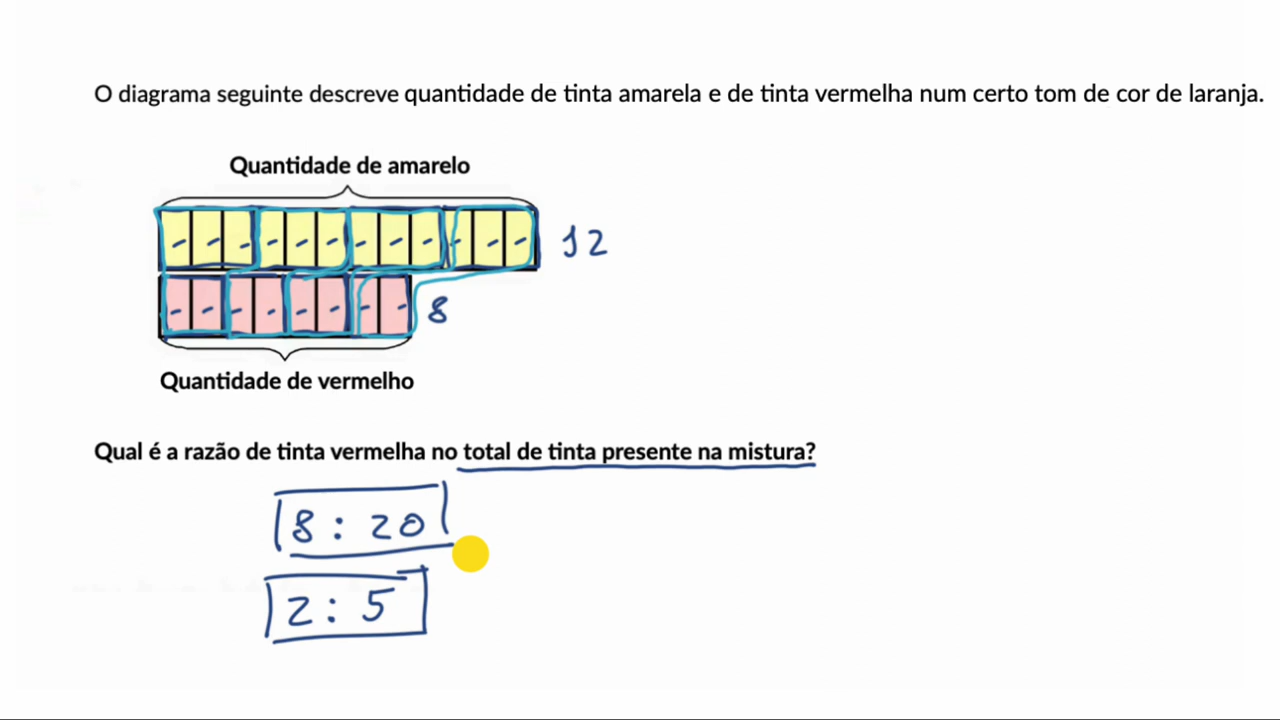 O diagrama seguinte descreve quantidade de tinta amarela e de tinta vermelha num certo tom de cor de laranja.
Quantidade de amarelo
12
8
Quantidade de vermelho
Qual é a razão de tinta vermelha no total de tinta presente na mistura?
8 : 20
2 : 5